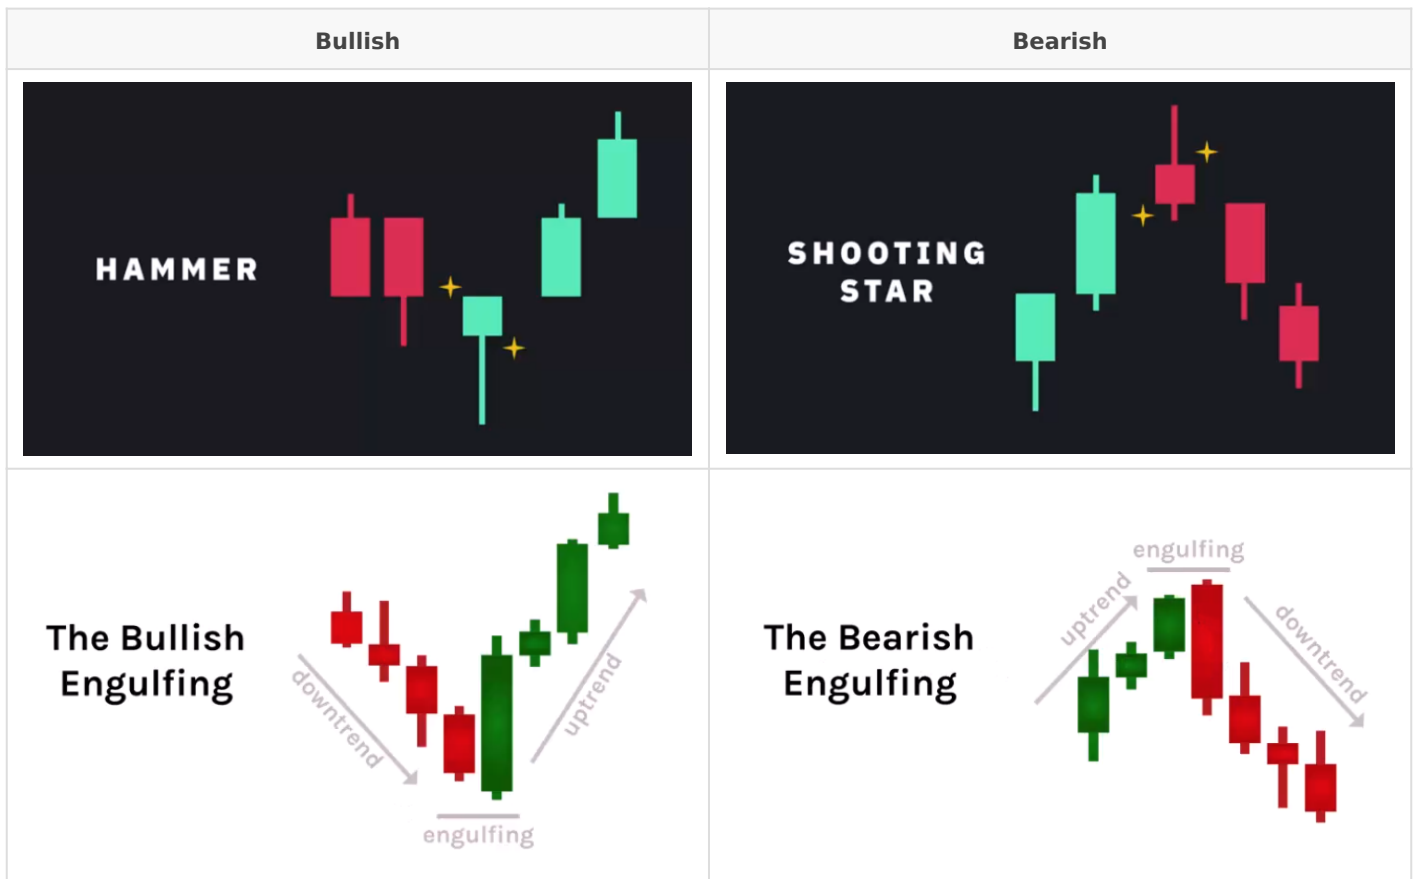 Bullish
Bearish
HAMMER
SHOOTING
STAR
The Bullish
Engulfing
downtrend
uptrend
engulfing
The Bearish
Engulfing
engulfing
uptrend
downtrend